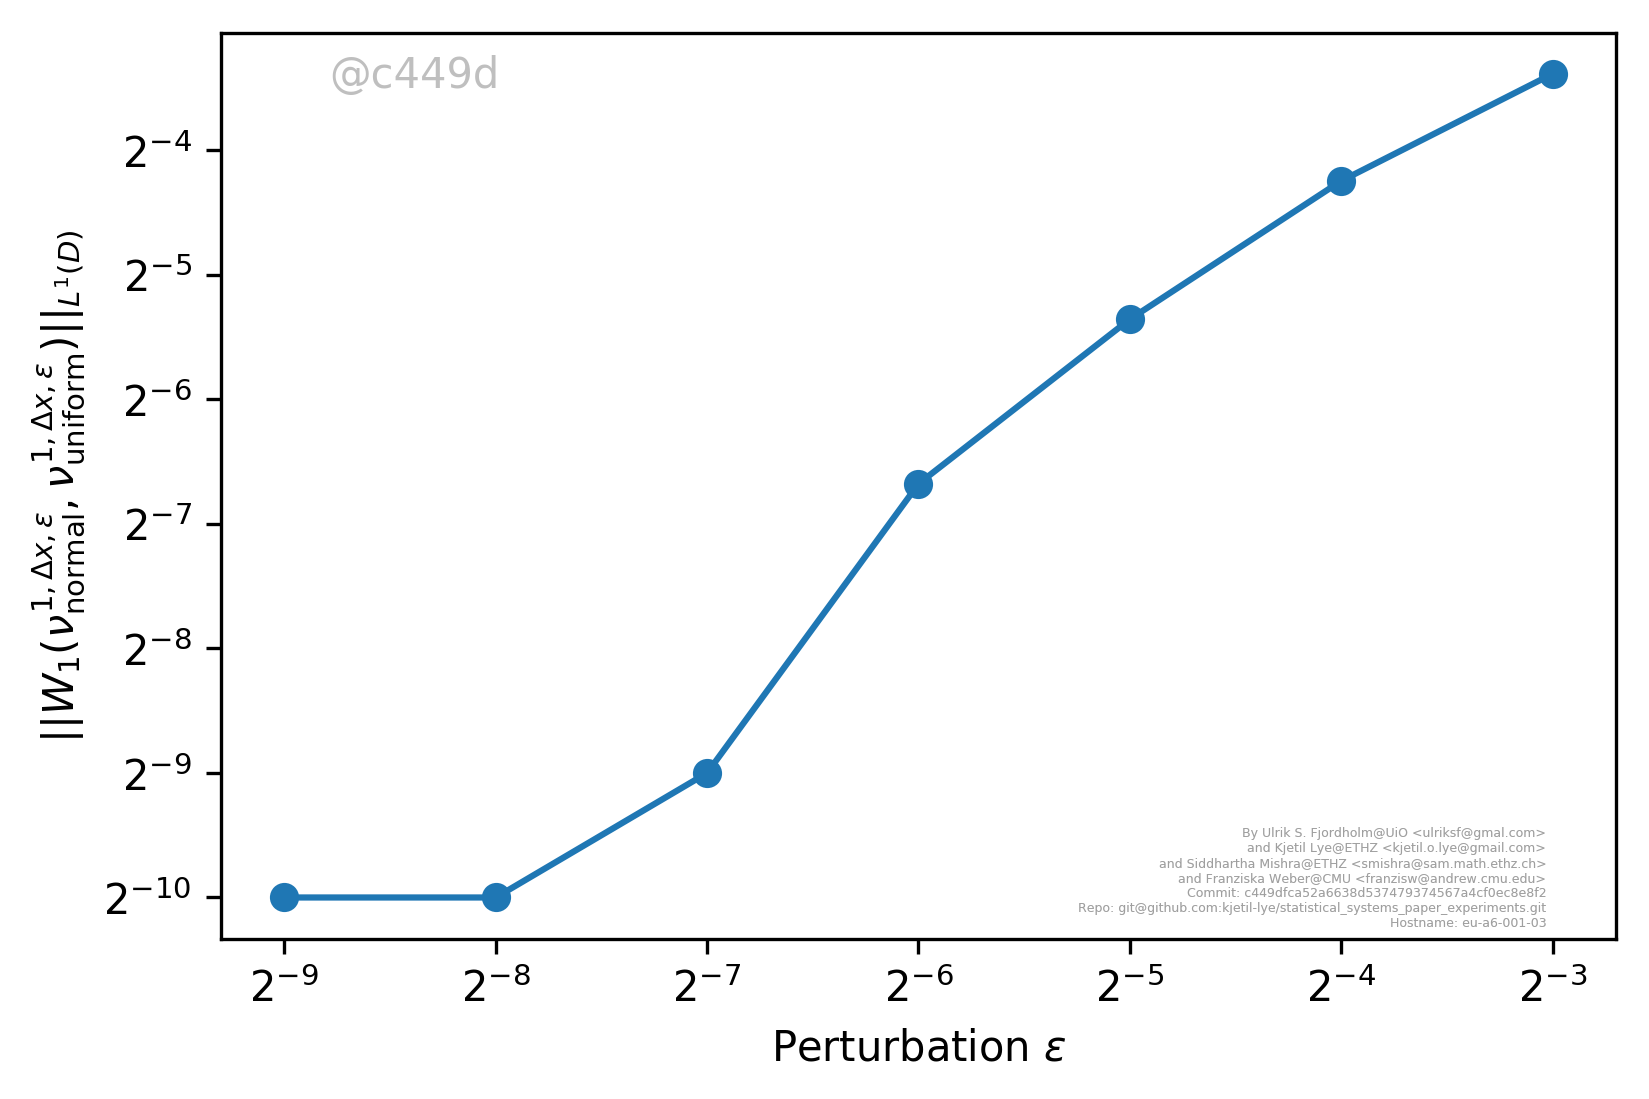 @c449d
2⁻⁴
2⁻⁵
2⁻⁶
2⁻⁷
2⁻⁸
2⁻⁹
2⁻¹⁰
||W₁(ν^{1,Δx,ε}_{normal}, ν^{1,Δx,ε}_{uniform})||_{L¹(D)}
By Ulrik S. Fjordholm@UiO <ulriksf@gmal.com>
and Kjetil Lye@ETHZ <kjetil.o.lye@gmail.com>
and Siddhartha Mishra@ETHZ <smishra@sam.math.ethz.ch>
and Franziska Weber@CMU <franzisw@andrew.cmu.edu>
Commit: c449dfca52a6638d537479374567a4cf0ec8e8f2
Repo: git@github.com:kjetil-lye/statistical_systems_paper_experiments.git
Hostname: eu-a6-001-03
2⁻⁹ 2⁻⁸ 2⁻⁷ 2⁻⁶ 2⁻⁵ 2⁻⁴ 2⁻³
Perturbation ε